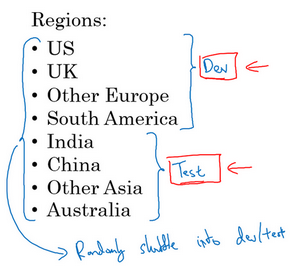 Regions:
• US
• UK
• Other Europe
• South America
Dev
• India
• China
• Other Asia
• Australia
Test
Randomly shuffle into dev/test